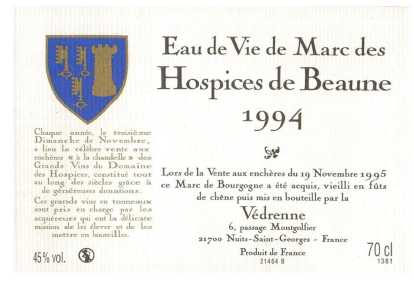 Eau de Vie de Marc des
Hospices de Beaune
1994
Chaque année, le troisième
Dimanche de Novembre,
a lieu la célèbre vente aux
enchères « à la chandelle » des
Grands Vins du Domaine
des Hospices, constitué tout
au long des siècles grâce à
de généreuses donations.
Ces grands vins en tonneaux
sont pris en charge par les
acquéreurs qui ont la délicate
mission de les élever et de les
mettre en bouteilles.
45% vol.
Lors de la Vente aux enchères du 19 Novembre 1995
ce Marc de Bourgogne a été acquis, vieilli en fûts
de chêne puis mis en bouteille par la
Védrenne
6, passage Montgolfier
21700 Nuits-Saint-Georges - France
Produit de France
21464 B
70 cl
1381